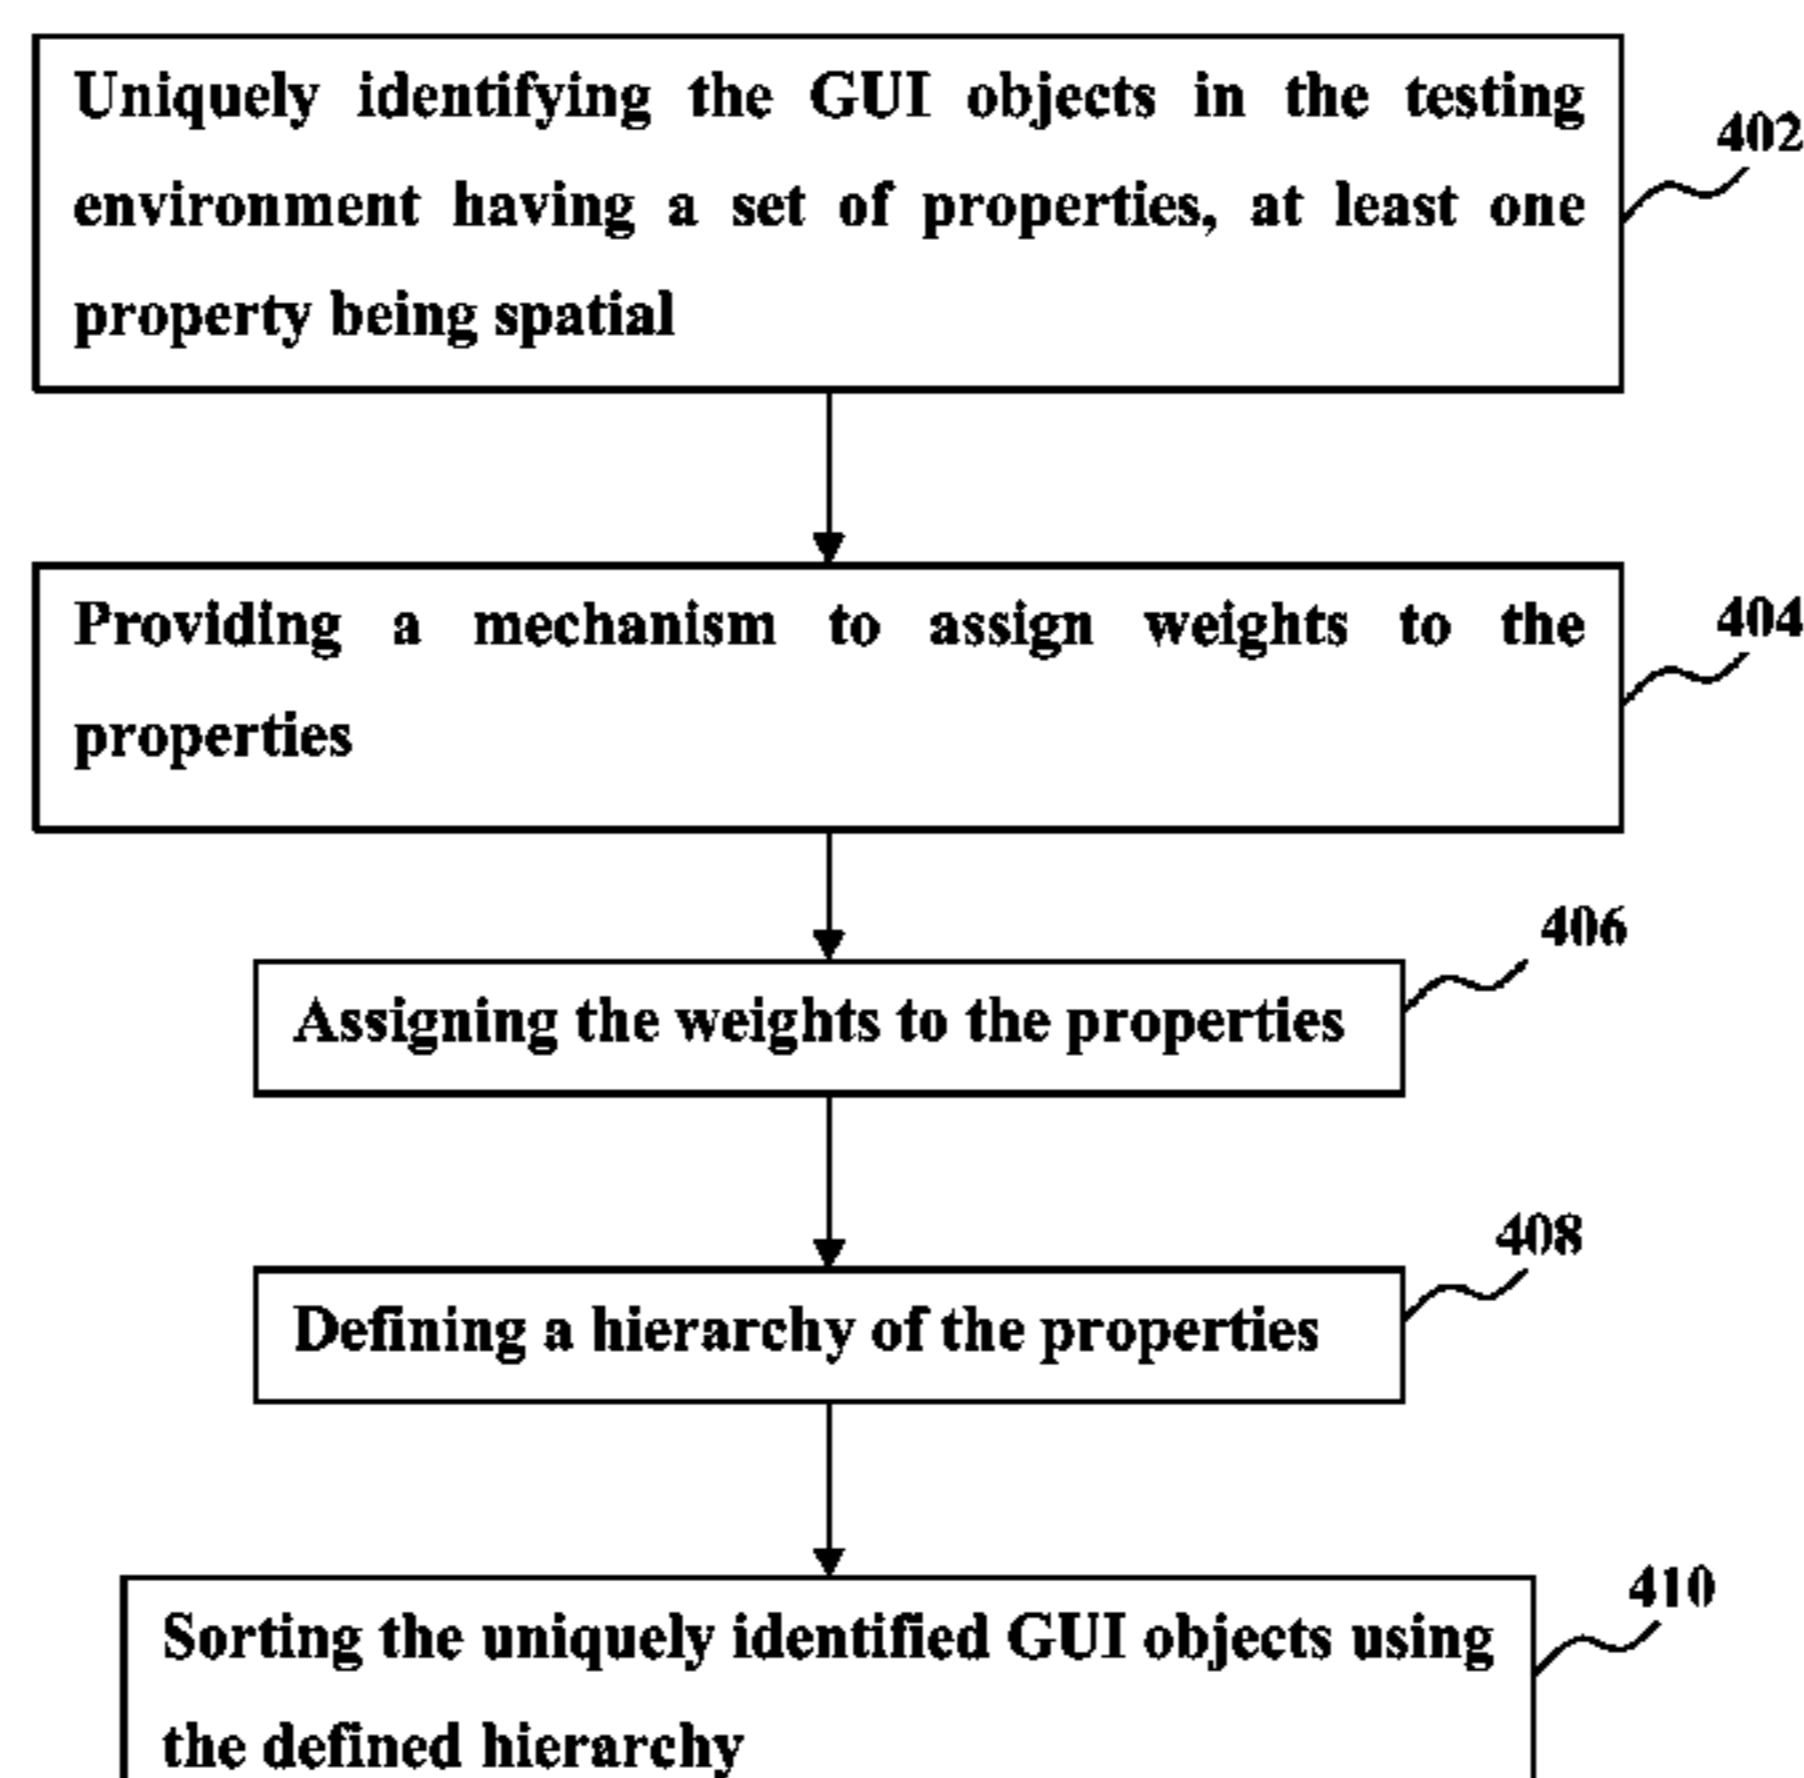 Uniquely identifying the GUI objects in the testing
402
environment having a set of properties, at least one
property being spatial
Providing a mechanism to assign weights to the
404
properties
406
Assigning the weights to the properties
408
Defining a hierarchy of the properties
410
Sorting the uniquely identified GUI objects using
the defined hierarchy